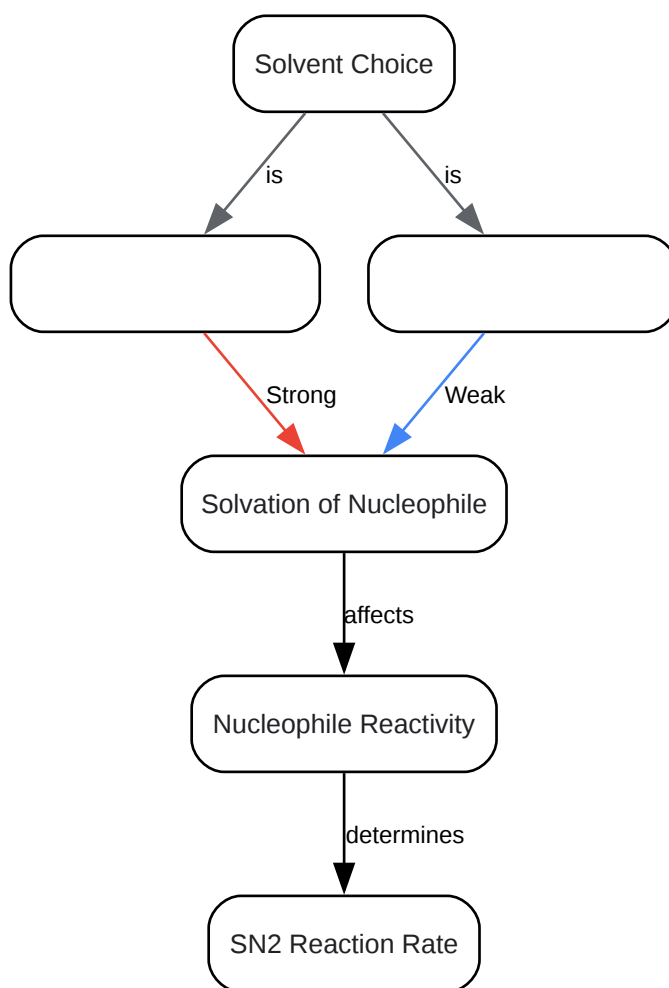 Solvent Choice
is
is
Strong
Weak
Solvation of Nucleophile
affects
Nucleophile Reactivity
determines
SN2 Reaction Rate